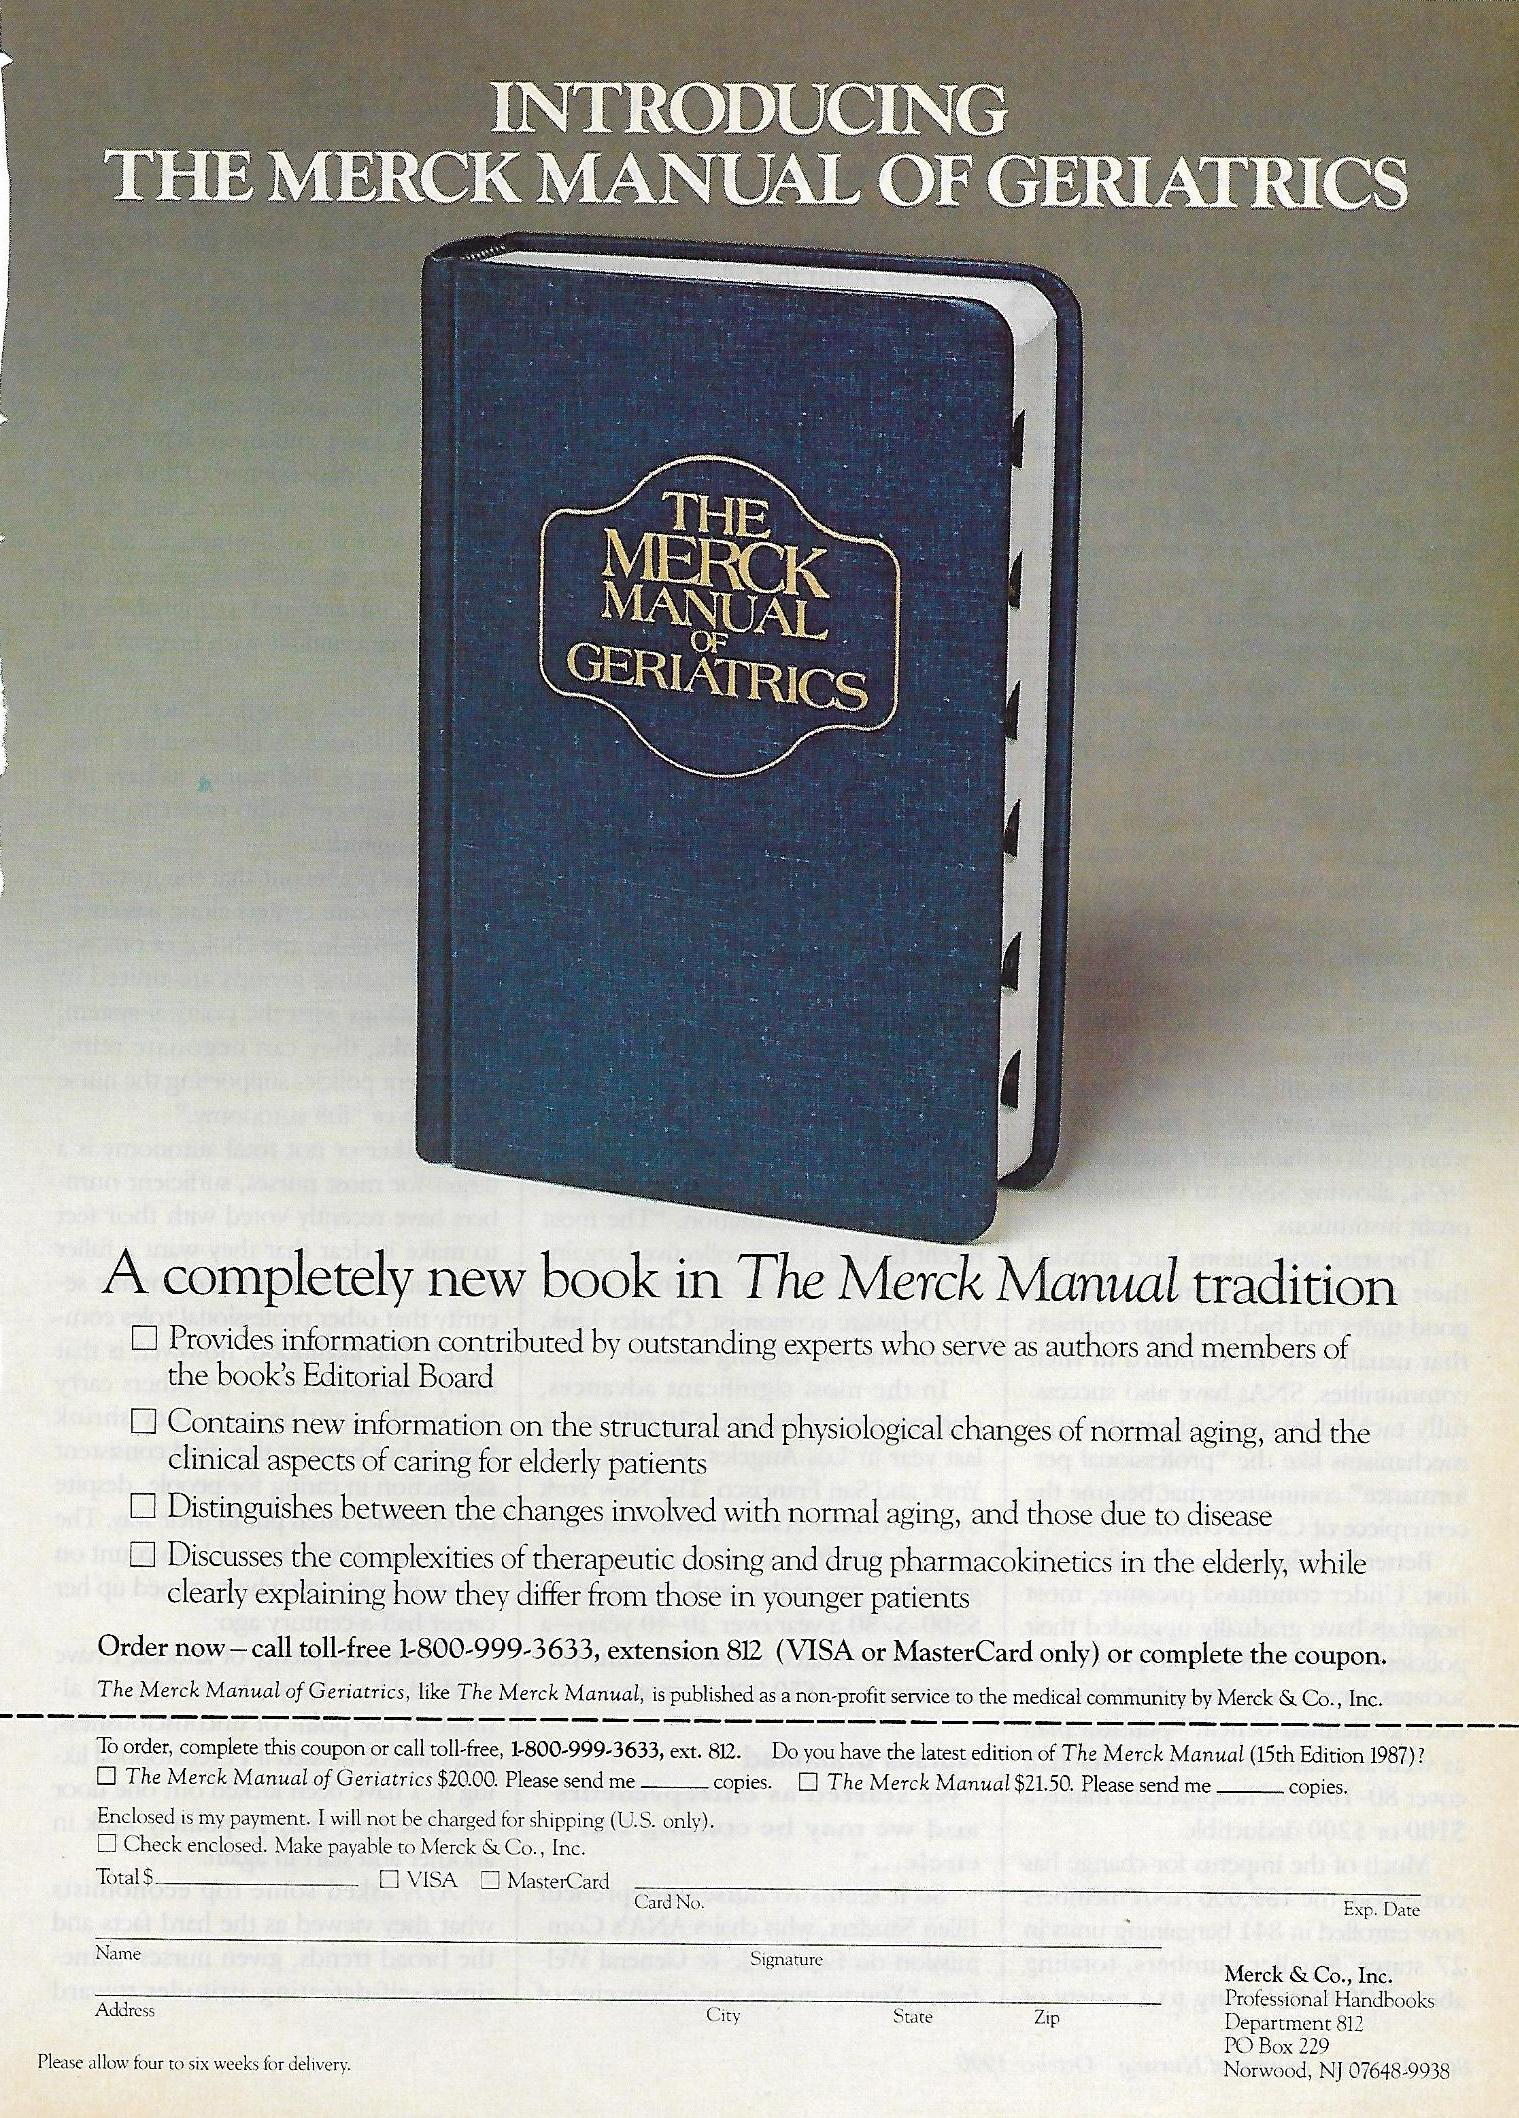 INTRODUCING
THE MERCK MANUAL OF GERIATRICS
THE
MERCK
MANUAL
OF
GERIATRICS
A completely new book in The Merck Manual tradition
☐ Provides information contributed by outstanding experts who serve as authors and members of
the book's Editorial Board
☐ Contains new information on the structural and physiological changes of normal aging, and the
clinical aspects of caring for elderly patients
☐ Distinguishes between the changes involved with normal aging, and those due to disease
☐ Discusses the complexities of therapeutic dosing and drug pharmacokinetics in the elderly, while
clearly explaining how they differ from those in younger patients
Order now – call toll-free 1-800-999-3633, extension 812 (VISA or MasterCard only) or complete the coupon.
The Merck Manual of Geriatrics, like The Merck Manual, is published as a non-profit service to the medical community by Merck & Co., Inc.
To order, complete this coupon or call toll-free, 1-800-999-3633, ext. 812. Do you have the latest edition of The Merck Manual (15th Edition 1987)?
☐ The Merck Manual of Geriatrics $20.00. Please send me ______ copies. ☐ The Merck Manual $21.50. Please send me ______ copies.
Enclosed is my payment. I will not be charged for shipping (U.S. only).
☐ Check enclosed. Make payable to Merck & Co., Inc.
Total $ ______ ☐ VISA ☐ MasterCard ______
Card No. Exp. Date
Name Signature
Address City State Zip
Merck & Co., Inc.
Professional Handbooks
Department 812
PO Box 229
Norwood, NJ 07648-9938
Please allow four to six weeks for delivery.